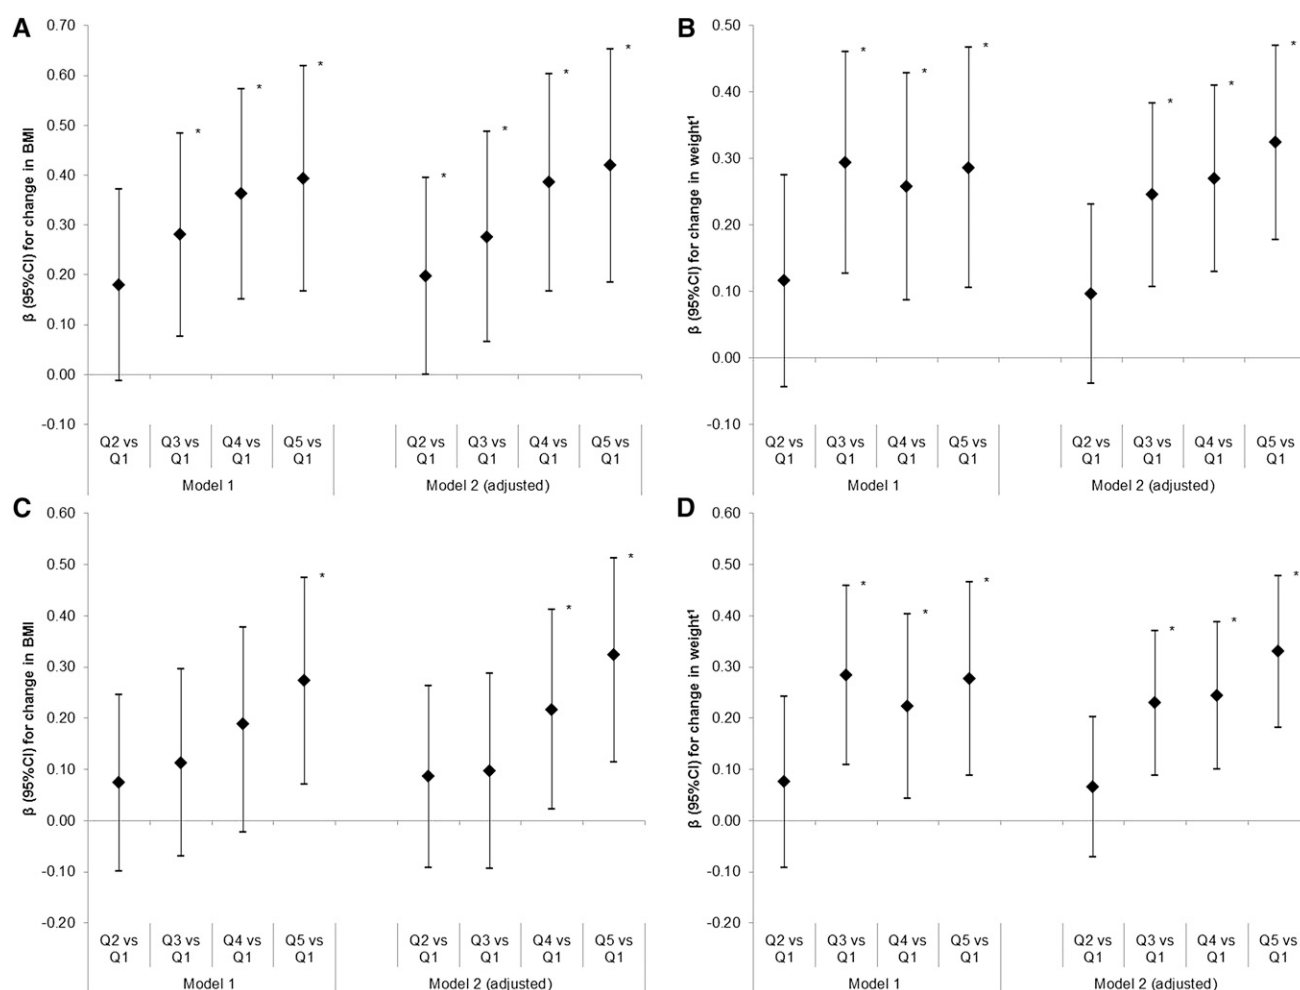 A
β (95%CI) for change in BMI
0.70
0.60
0.50
0.40
0.30
0.20
0.10
0.00
-0.10
* * * * * * *
Q2 vs Q1
Q3 vs Q1
Q4 vs Q1
Q5 vs Q1
Q2 vs Q1
Q3 vs Q1
Q4 vs Q1
Q5 vs Q1
Model 1
Model 2 (adjusted)
B
β (95%CI) for change in weight¹
0.50
0.40
0.30
0.20
0.10
0.00
-0.10
* * * * * *
Q2 vs Q1
Q3 vs Q1
Q4 vs Q1
Q5 vs Q1
Q2 vs Q1
Q3 vs Q1
Q4 vs Q1
Q5 vs Q1
Model 1
Model 2 (adjusted)
C
β (95%CI) for change in BMI
0.60
0.50
0.40
0.30
0.20
0.10
0.00
-0.10
-0.20
* * *
Q2 vs Q1
Q3 vs Q1
Q4 vs Q1
Q5 vs Q1
Q2 vs Q1
Q3 vs Q1
Q4 vs Q1
Q5 vs Q1
Model 1
Model 2 (adjusted)
D
β (95%CI) for change in weight¹
0.60
0.50
0.40
0.30
0.20
0.10
0.00
-0.10
-0.20
* * * * * *
Q2 vs Q1
Q3 vs Q1
Q4 vs Q1
Q5 vs Q1
Q2 vs Q1
Q3 vs Q1
Q4 vs Q1
Q5 vs Q1
Model 1
Model 2 (adjusted)